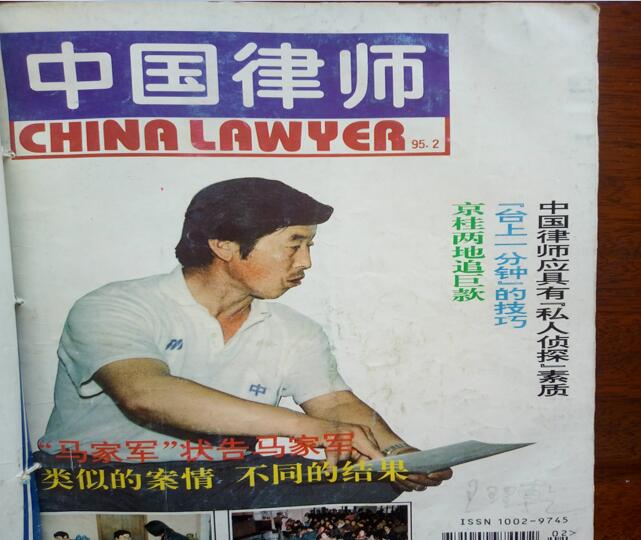 中国律师
CHINA LAWYER 95.2
中国律师应具有『私人侦探』素质
『台上一分钟』的技巧
京桂两地追巨款
中
“马家军”状告马家军
类似的案情 不同的结果
ISSN 1002-9745
02>